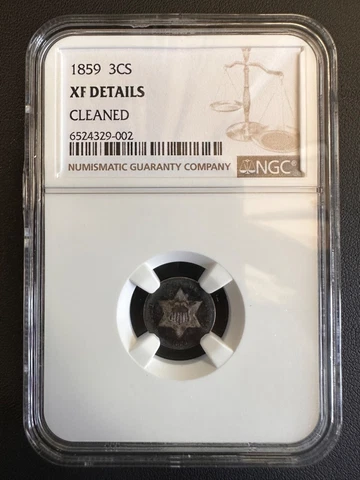 1859 3CS
XF DETAILS
CLEANED
6524329-002
NUMISMATIC GUARANTY COMPANY NGC®